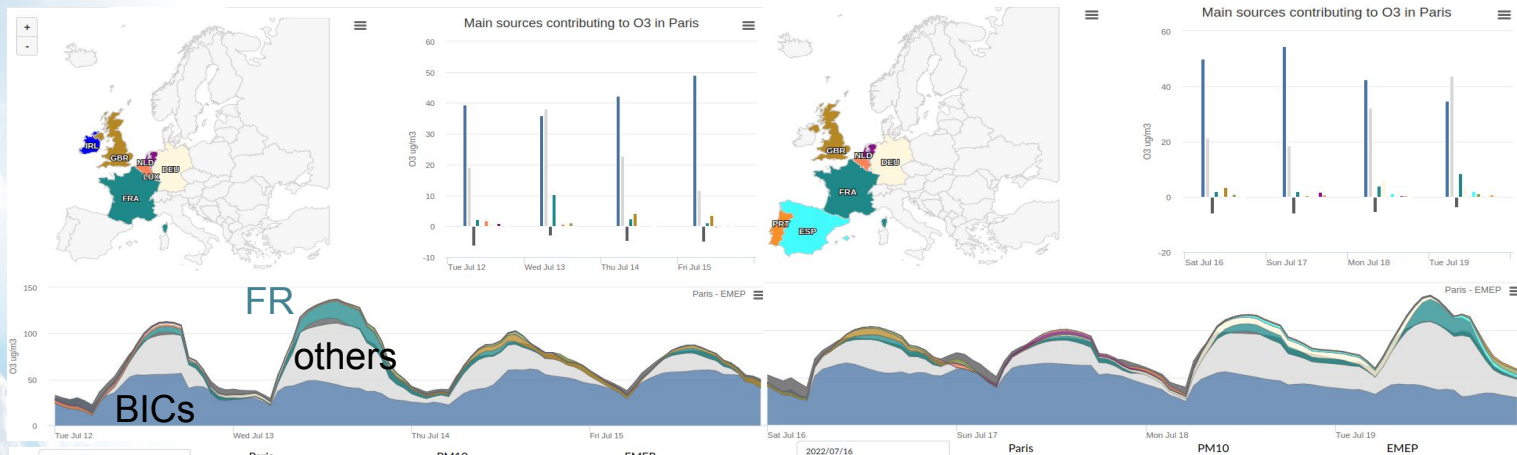 +
-
IRL
GBR
NLD
DEU
LUX
FRA
Main sources contributing to O3 in Paris
60
50
40
30
20
10
0
-10
O3 ug/m3
Tue Jul 12
Wed Jul 13
Thu Jul 14
Fri Jul 15
GBR
NLD
DEU
FRA
PRT
ESP
Main sources contributing to O3 in Paris
60
40
20
0
-20
O3 ug/m3
Sat Jul 16
Sun Jul 17
Mon Jul 18
Tue Jul 19
150
100
50
0
O3 ug/m3
Paris - EMEP
FR
others
BICs
Tue Jul 12
Wed Jul 13
Thu Jul 14
Fri Jul 15
Paris
PM10
EMEP
Paris - EMEP
Sat Jul 16
Sun Jul 17
Mon Jul 18
Tue Jul 19
2022/07/16
Paris
PM10
EMEP